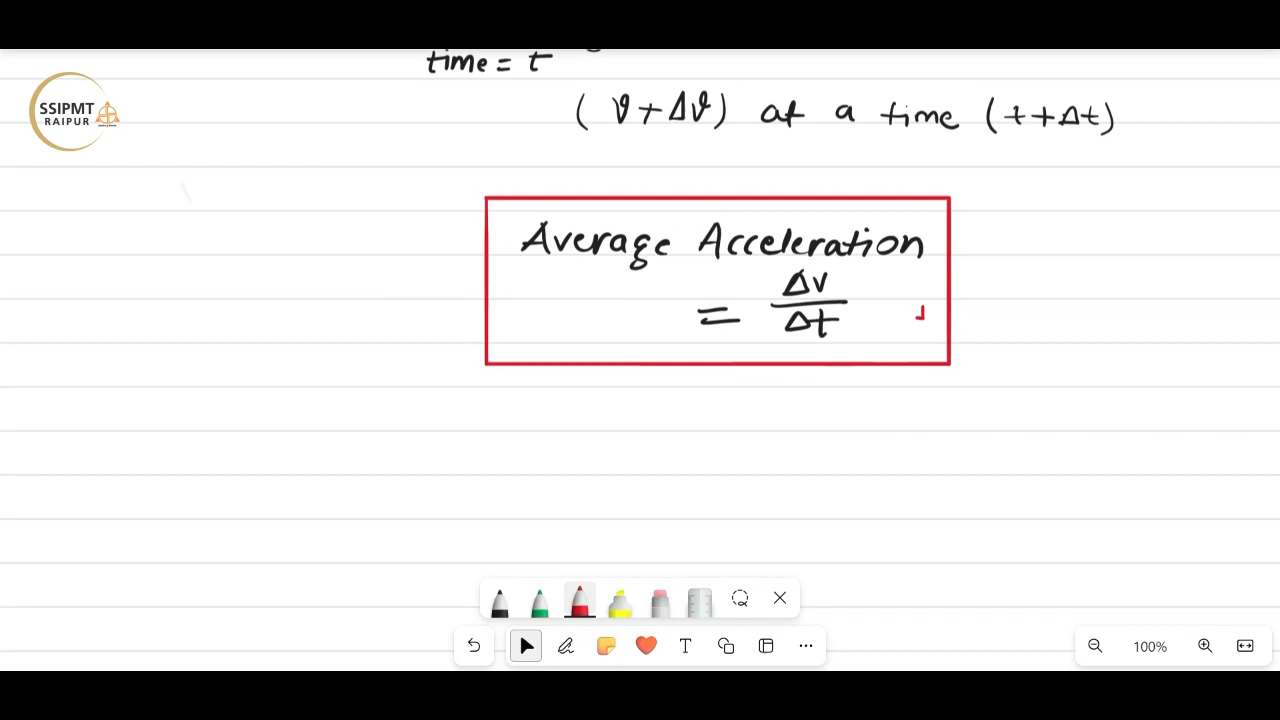 time = t
SSIPMT
RAIPUR
(v+Δv) at a time (t+Δt)
Average Acceleration
= Δv/Δt
T
100%